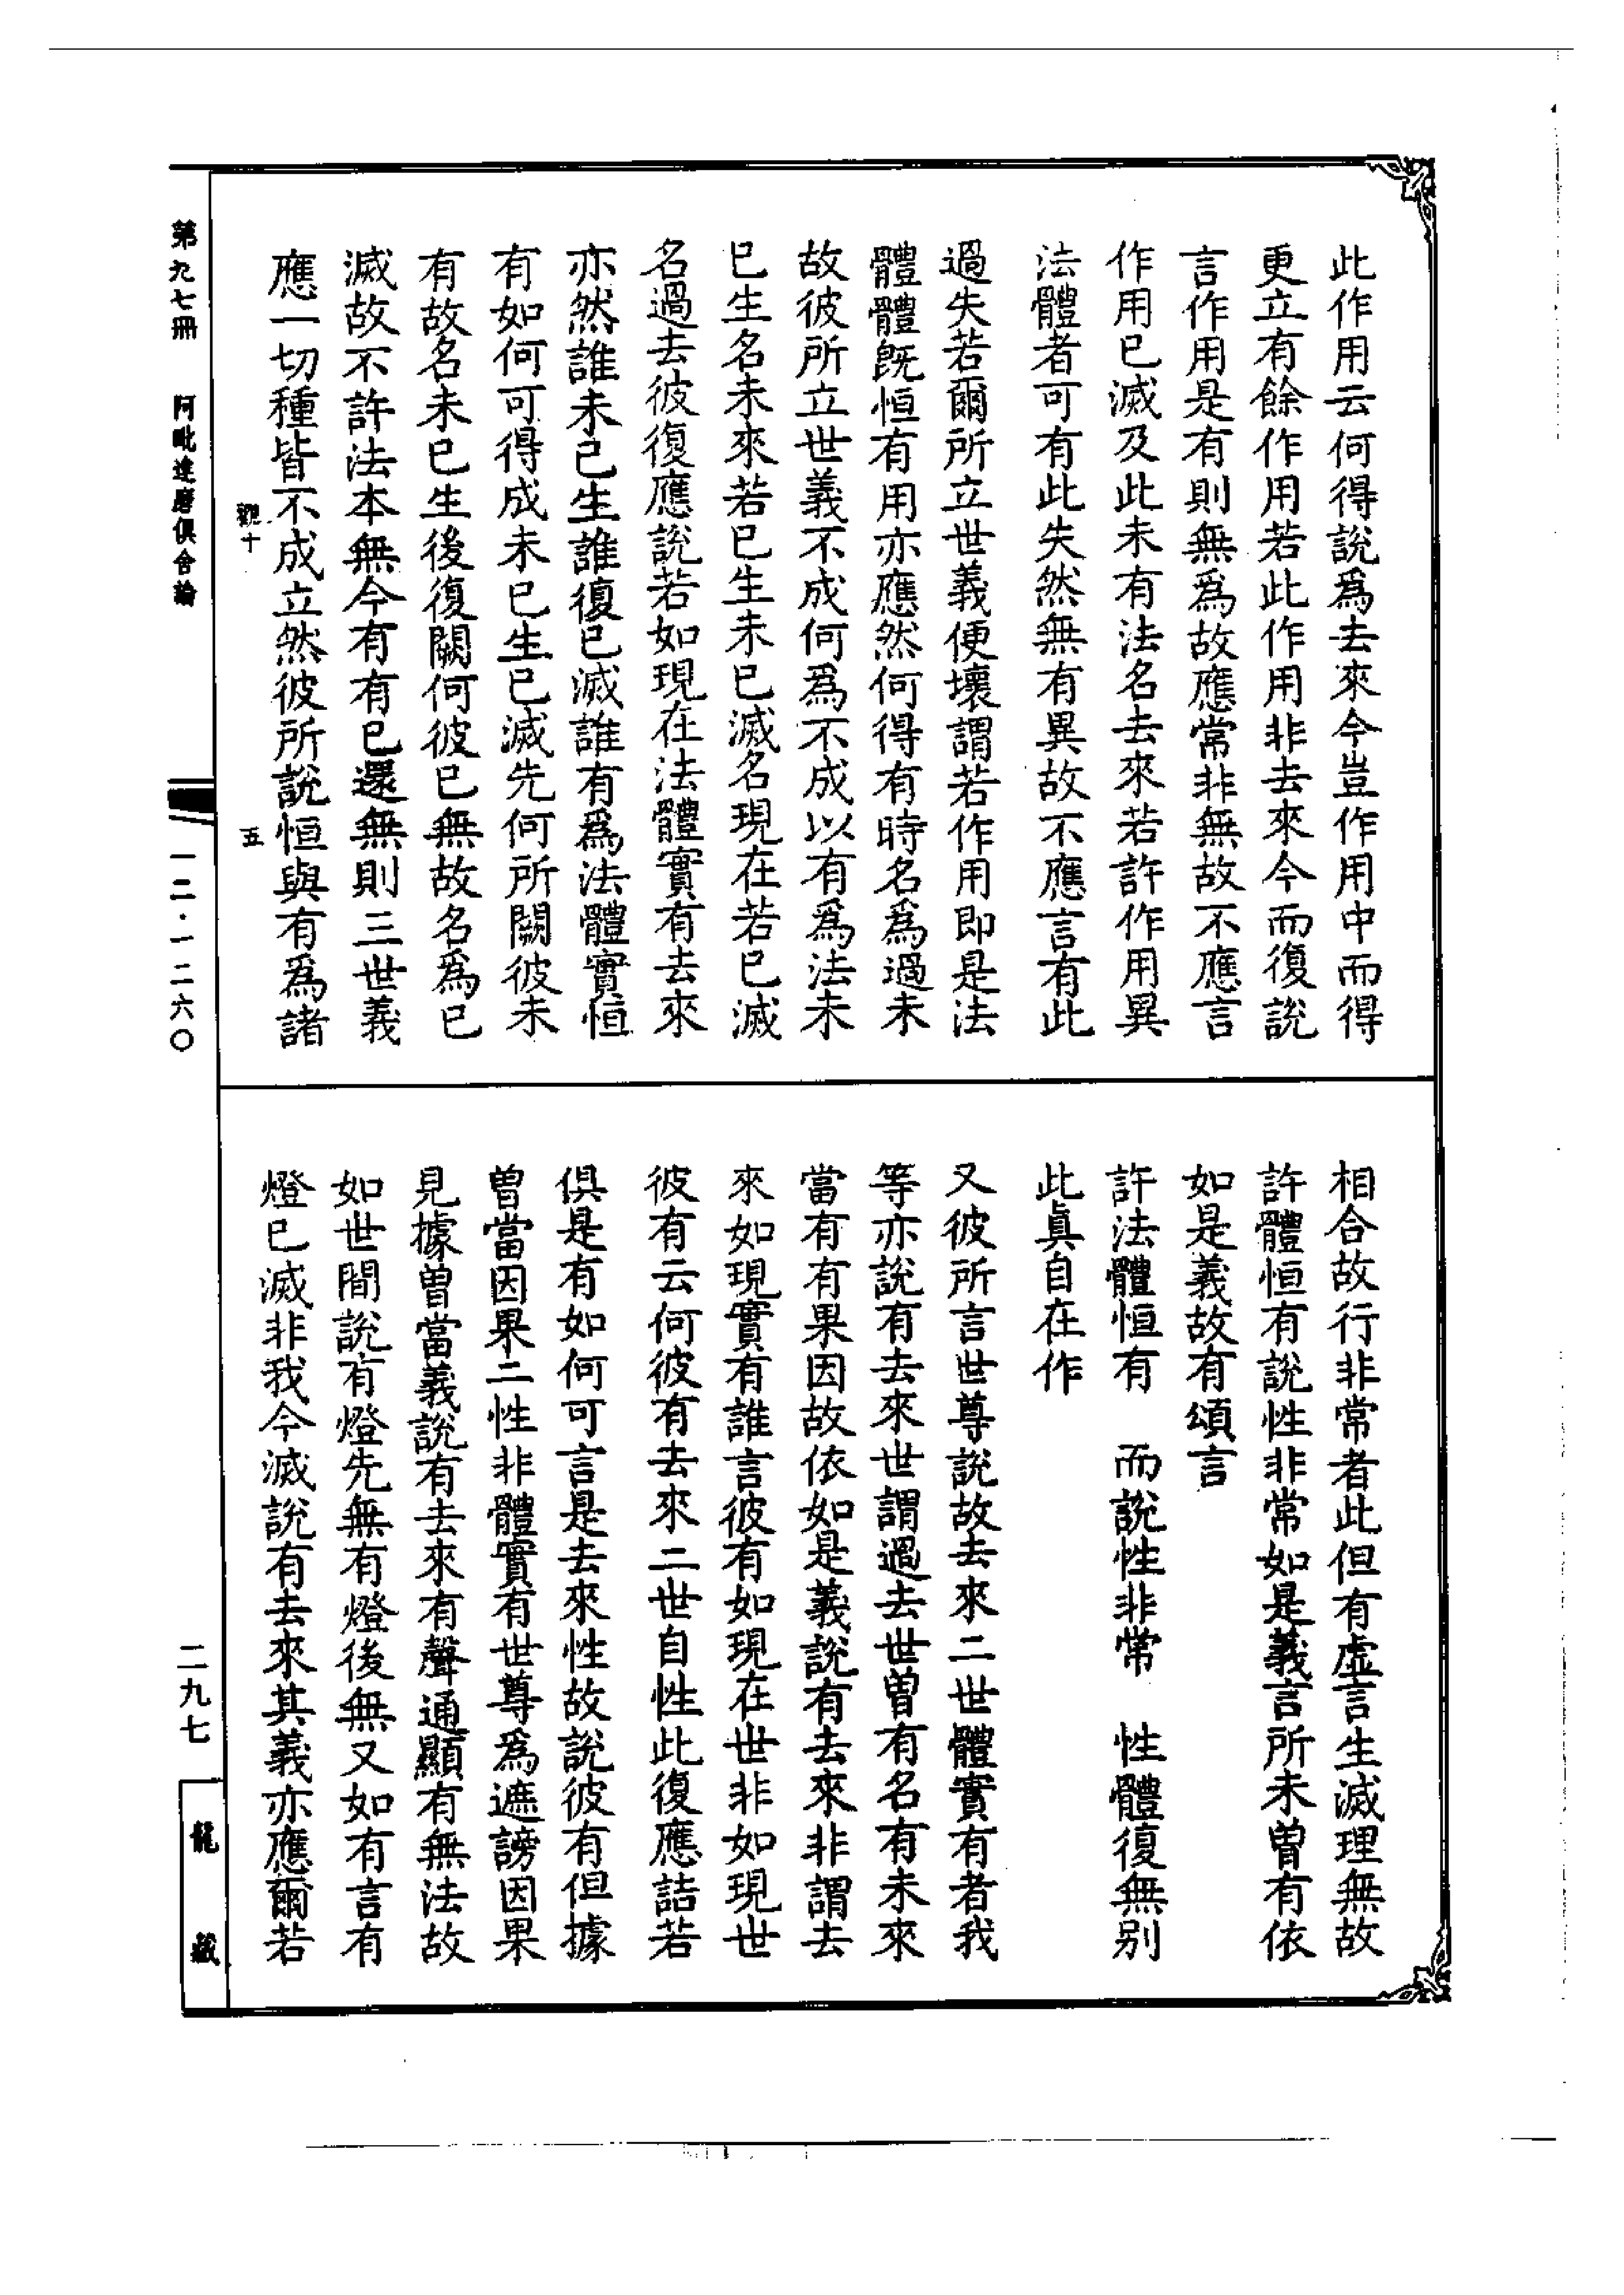 此作用云何得說爲去來今豈作用中而得
更立有餘作用若此作用非去來今而復說
言作用是有則無爲故應常非無故不應言
作用已滅及此未有法名去來若許作用異
法體者可有此失然無有異故不應言有此
過失若爾所立世義便壞謂若作用即是法
體體旣恒有用亦應然何得有時名爲過未
故彼所立世義不成何爲不成以有爲法未
已生名未來若已生未已滅名現在若已滅
名過去彼復應說若如現在法體實有去來
亦然誰未已生誰復已滅誰有爲法體實恒
有如何可得成未已生已滅先何所闕彼未
有故名未已生後復闕何彼已無故名爲已
滅故不許法本無今有有已還無則三世義
應一切種皆不成立然彼所說恒與有爲諸
相合故行非常者此但有虛言生滅理無故
許體恒有說性非常如是義言所未曾有依
如是義故有頌言
許法體恒有　而說性非常　性體復無別
此眞自在作
又彼所言世尊說故去來二世體實有者我
等亦說有去來世謂過去世曾有名有未來
當有有果因故依如是義說有去來非謂去
來如現實有誰言彼有如現在世非如現世
彼有云何彼有去來二世自性此復應詰若
俱是有如何可言是去來性故說彼有但據
曾當因果二性非體實有世尊爲遮謗因果
見據曾當義說有去來有聲通顯有無法故
如世間說有燈先無有燈後無又如有言有
燈已滅非我今滅說有去來其義亦應爾若
觀十
五
第九七冊　阿毗達磨俱舍論
一二·一二六〇
二九七
龍藏